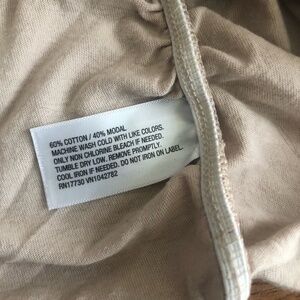 60% COTTON / 40% MODAL
MACHINE WASH COLD WITH LIKE COLORS.
ONLY NON CHLORINE BLEACH IF NEEDED.
TUMBLE DRY LOW. REMOVE PROMPTLY.
COOL IRON IF NEEDED. DO NOT IRON ON LABEL.
RN17730 VN1042782